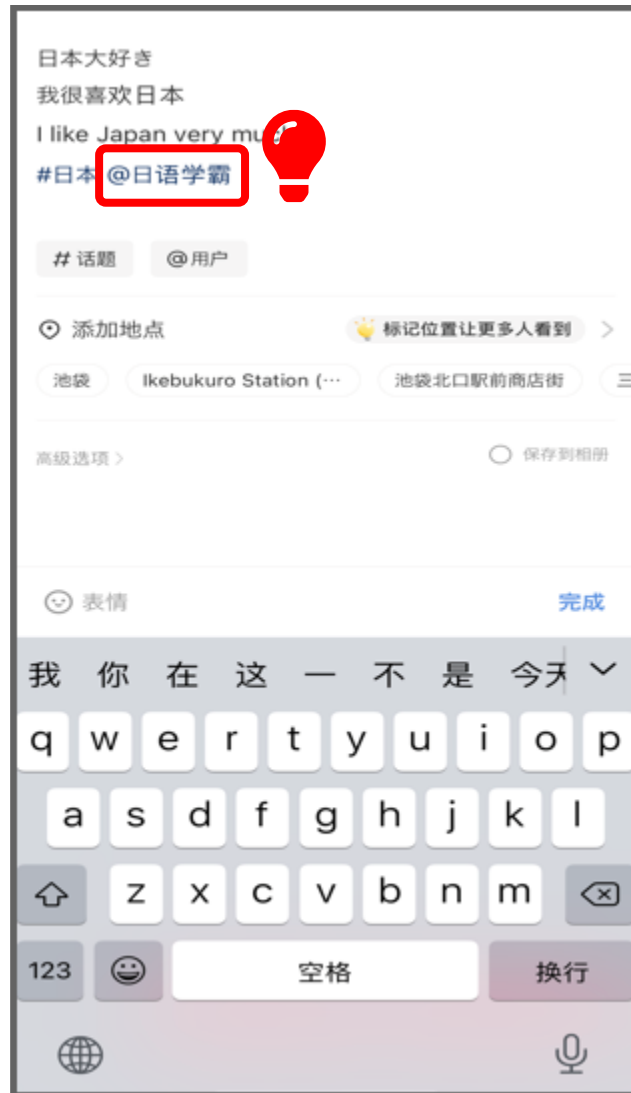 日本大好き
我很喜欢日本
I like Japan very much
#日本 @日语学霸
# 话题 @用户
添加地点 标记位置让更多人看到
池袋 Ikebukuro Station (… 池袋北口駅前商店街 三
高级选项 保存到相册
表情 完成
我 你 在 这 一 不 是 今天
q w e r t y u i o p
a s d f g h j k l
z x c v b n m
123 空格 换行